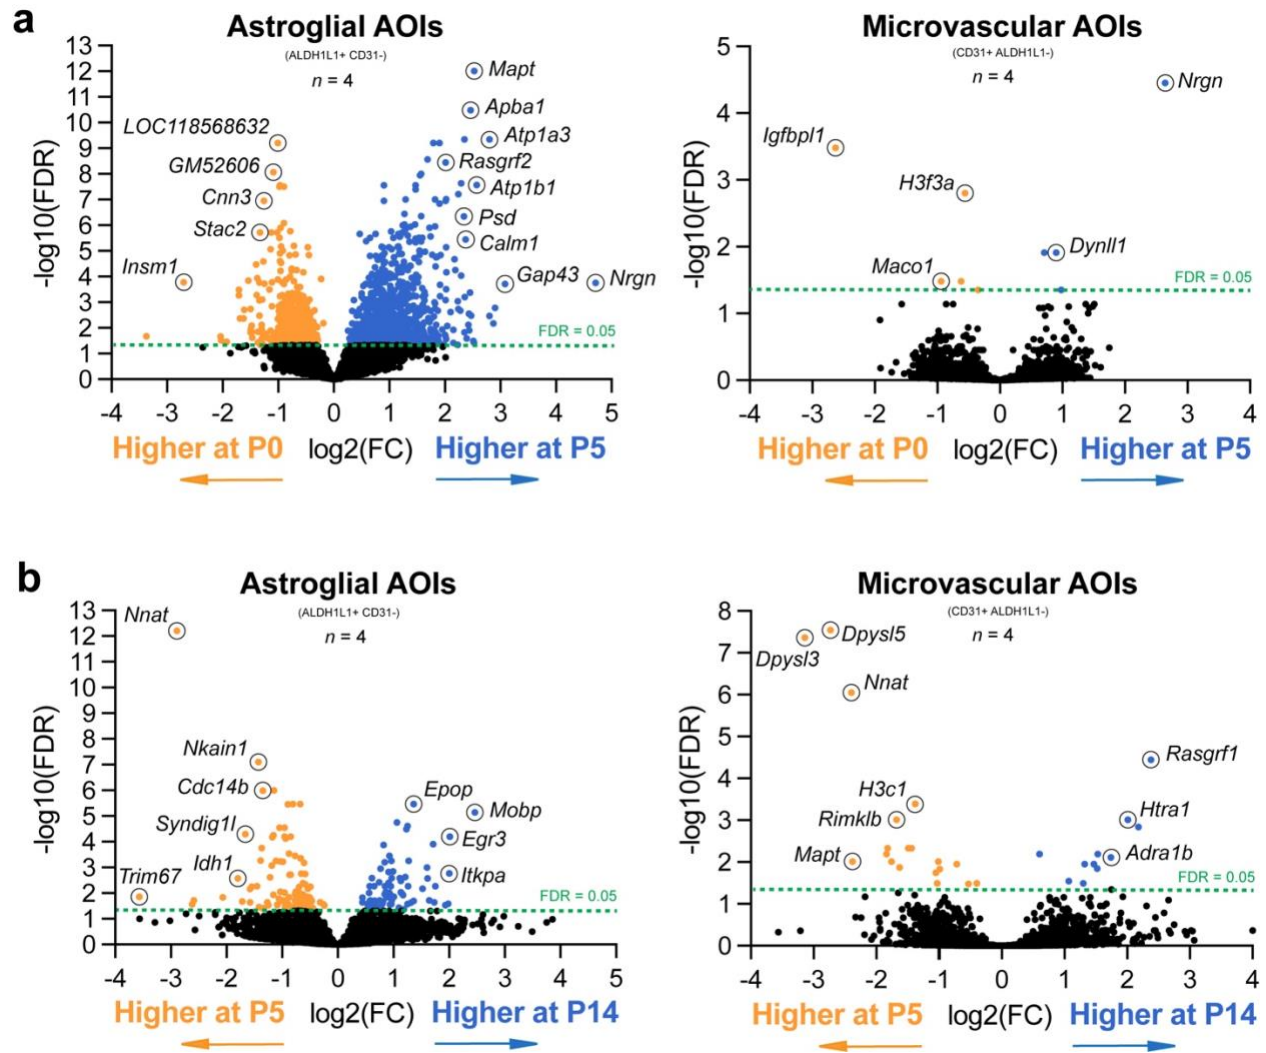 a
Astroglial AOIs
(ALDH1L1+ CD31-)
n = 4
13
12
11
10
9
8
7
6
5
4
3
2
1
0
-log10(FDR)
Mapt
Apba1
LOC118568632
Atp1a3
GM52606
Rasgrf2
Cnn3
Atp1b1
Stac2
Psd
Calm1
Insm1
Gap43
Nrgn
FDR = 0.05
-4 -3 -2 -1 0 1 2 3 4 5
Higher at P0 log2(FC) Higher at P5
Microvascular AOIs
(CD31+ ALDH1L1-)
n = 4
5
4
3
2
1
0
-log10(FDR)
Nrgn
Igfbpl1
H3f3a
Dynll1
Maco1
FDR = 0.05
-4 -3 -2 -1 0 1 2 3 4
Higher at P0 log2(FC) Higher at P5
b
Astroglial AOIs
(ALDH1L1+ CD31-)
n = 4
13
12
11
10
9
8
7
6
5
4
3
2
1
0
-log10(FDR)
Nnat
Nkain1
Cdc14b
Epop
Mobp
Syndig1l
Egr3
Idh1
Itkpa
Trim67
FDR = 0.05
-4 -3 -2 -1 0 1 2 3 4 5
Higher at P5 log2(FC) Higher at P14
Microvascular AOIs
(CD31+ ALDH1L1-)
n = 4
8
7
6
5
4
3
2
1
0
-log10(FDR)
Dpysl5
Dpysl3
Nnat
Rasgrf1
H3c1
Htra1
Rimklb
Mapt
Adra1b
FDR = 0.05
-4 -3 -2 -1 0 1 2 3 4
Higher at P5 log2(FC) Higher at P14